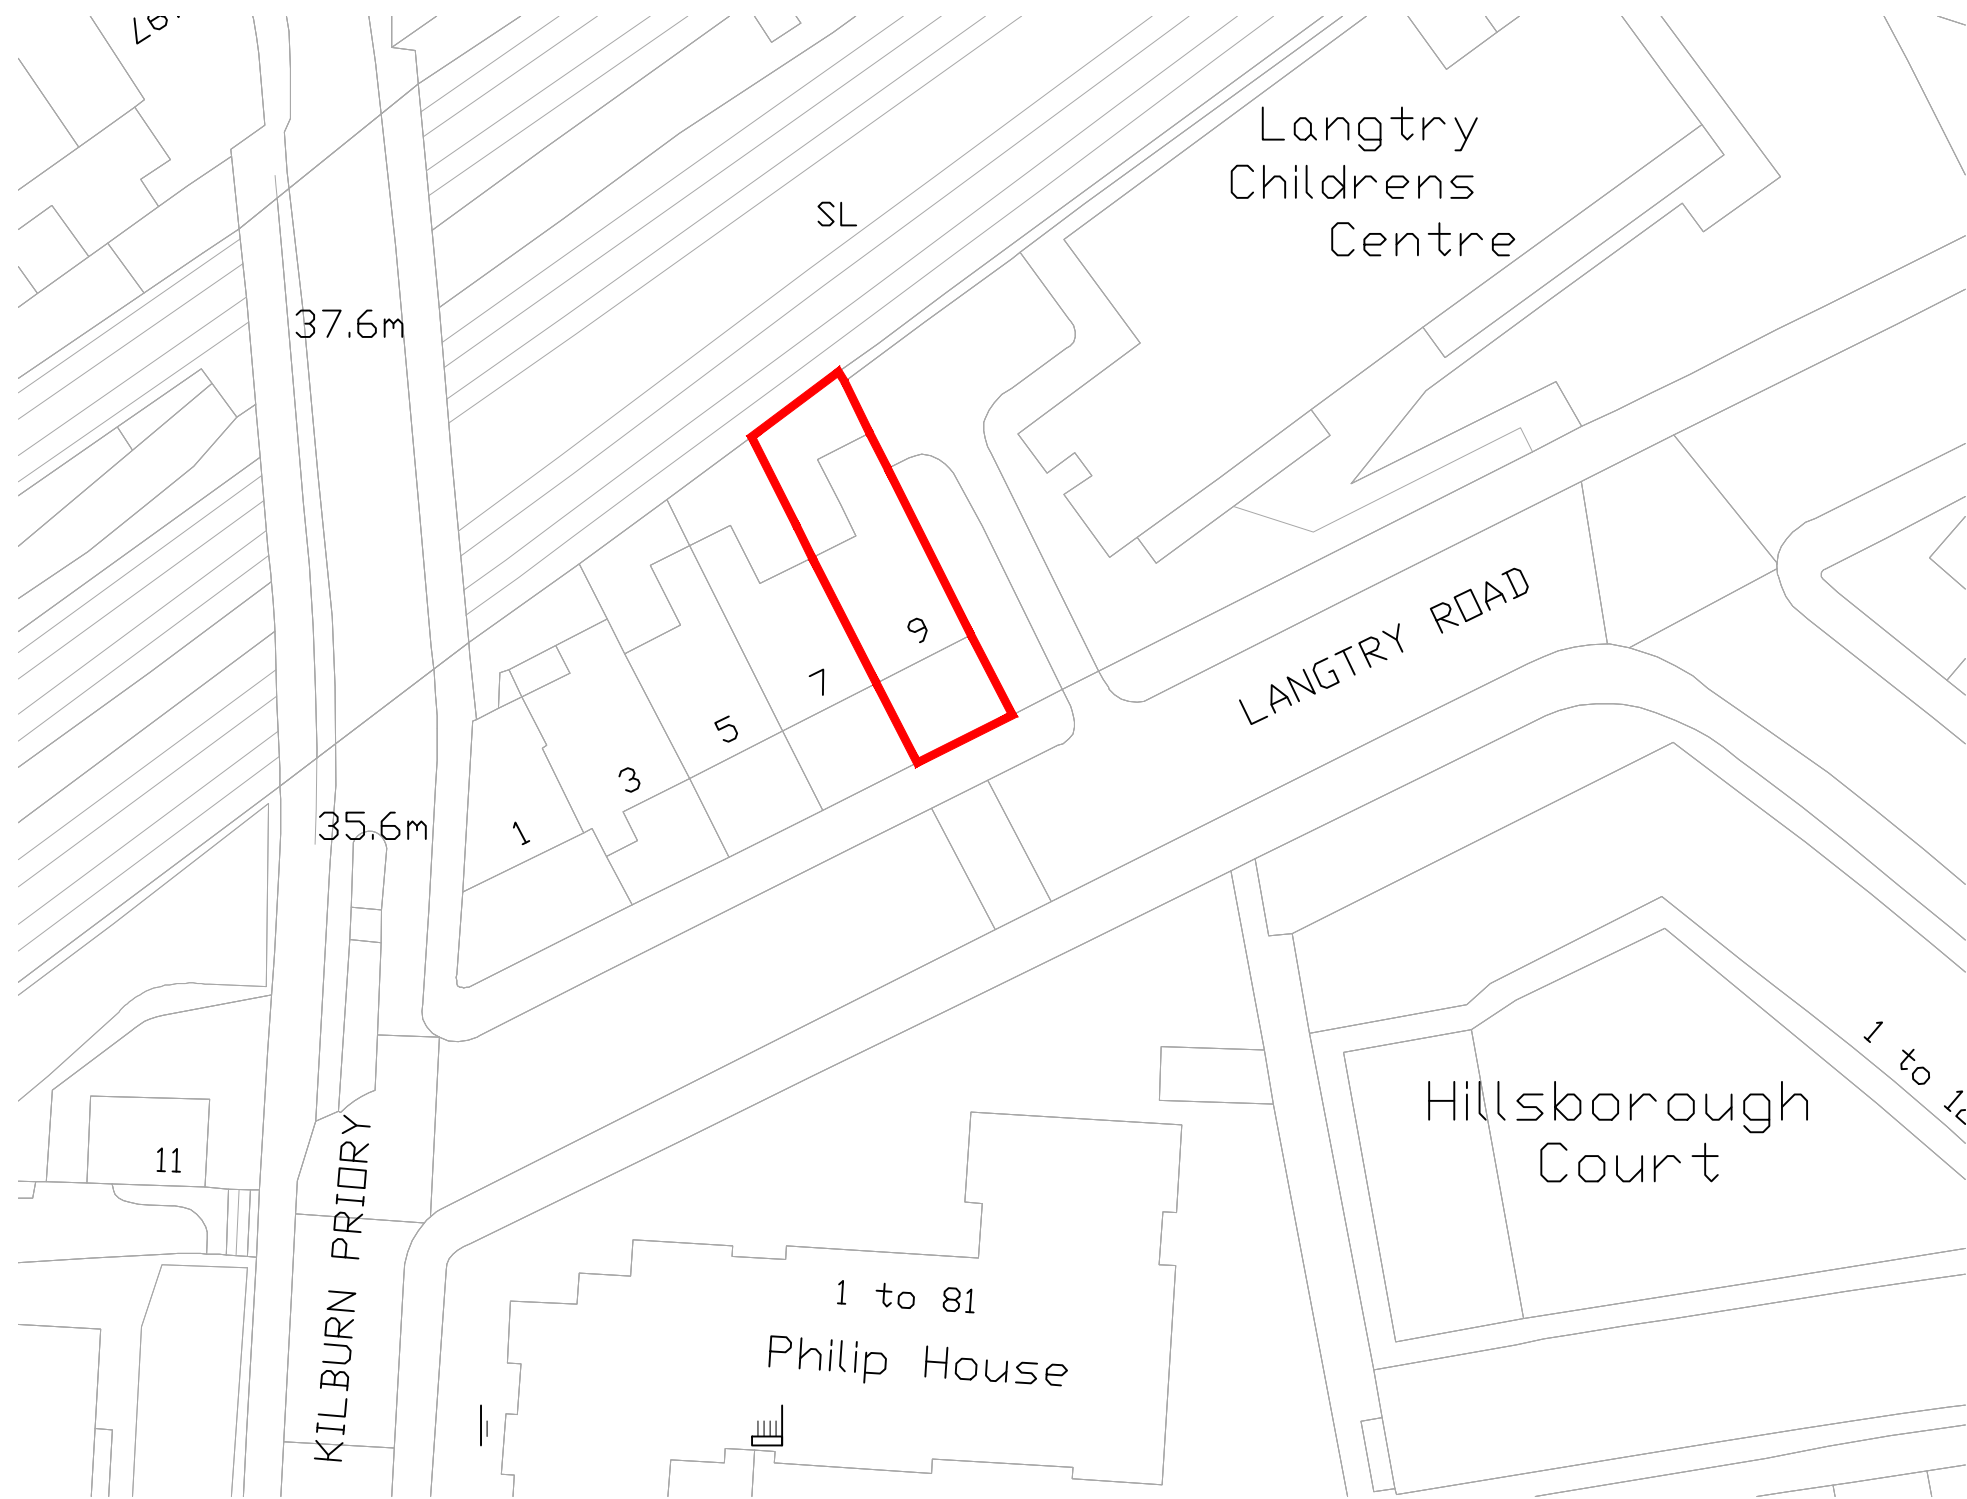 Langtry
Childrens
Centre
SL
37.6m
LANGTRY ROAD
9
7
5
3
1
35.6m
1 to
Hillsborough
Court
11
KILBURN PRIORY
1 to 81
Philip House